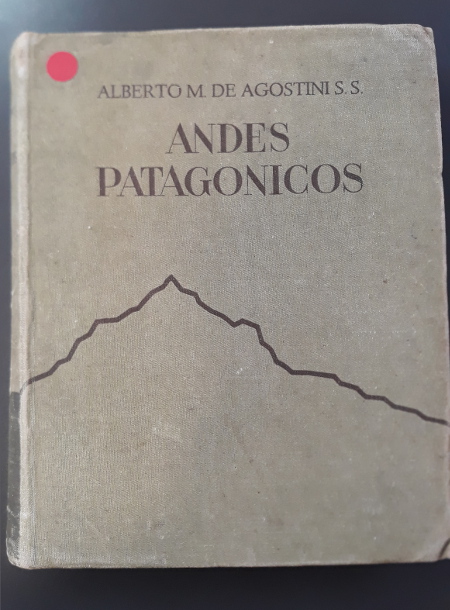 ALBERTO M. DE AGOSTINI S. S.
ANDES
PATAGONICOS